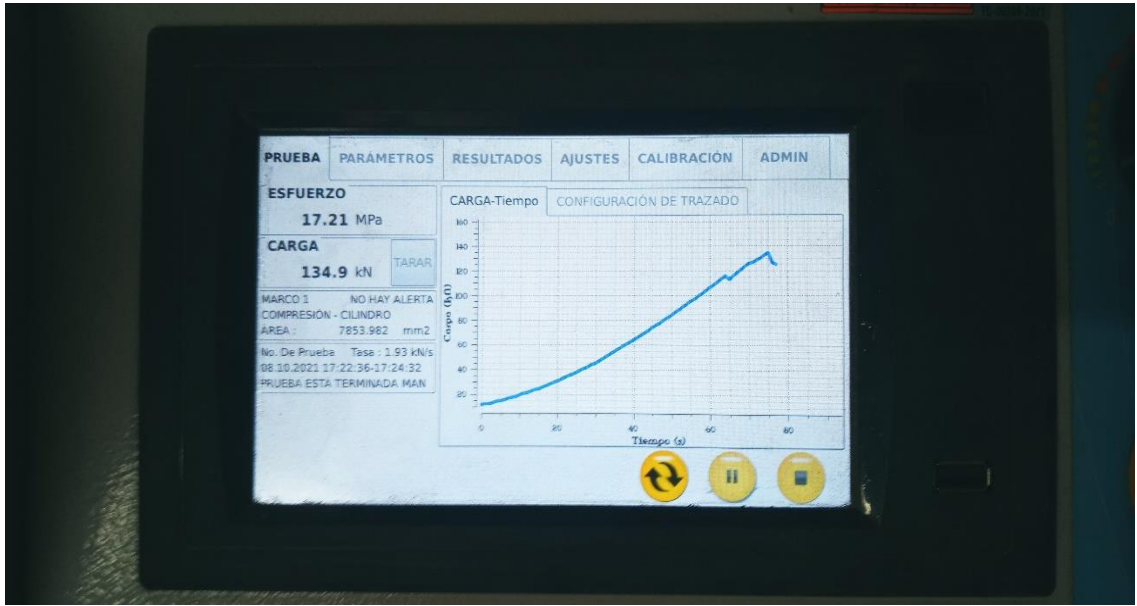 PRUEBA PARÁMETROS RESULTADOS AJUSTES CALIBRACIÓN ADMIN
ESFUERZO
17.21 MPa
CARGA
134.9 kN TARAR
MARCO 1 NO HAY ALERTA
COMPRESIÓN - CILINDRO
AREA : 7853.982 mm2
No. De Prueba Tasa : 1.93 kN/s
08.10.2021 17:22:36-17:24:32
PRUEBA ESTA TERMINADA MAN
CARGA-Tiempo CONFIGURACIÓN DE TRAZADO
160
140
120
100
80
60
40
20
0 20 40 60 80
Tiempo (s)